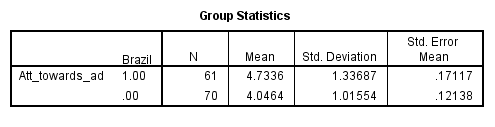 Group Statistics
Brazil N Mean Std. Deviation Std. Error Mean
Att_towards_ad 1.00 61 4.7336 1.33687 .17117
.00 70 4.0464 1.01554 .12138